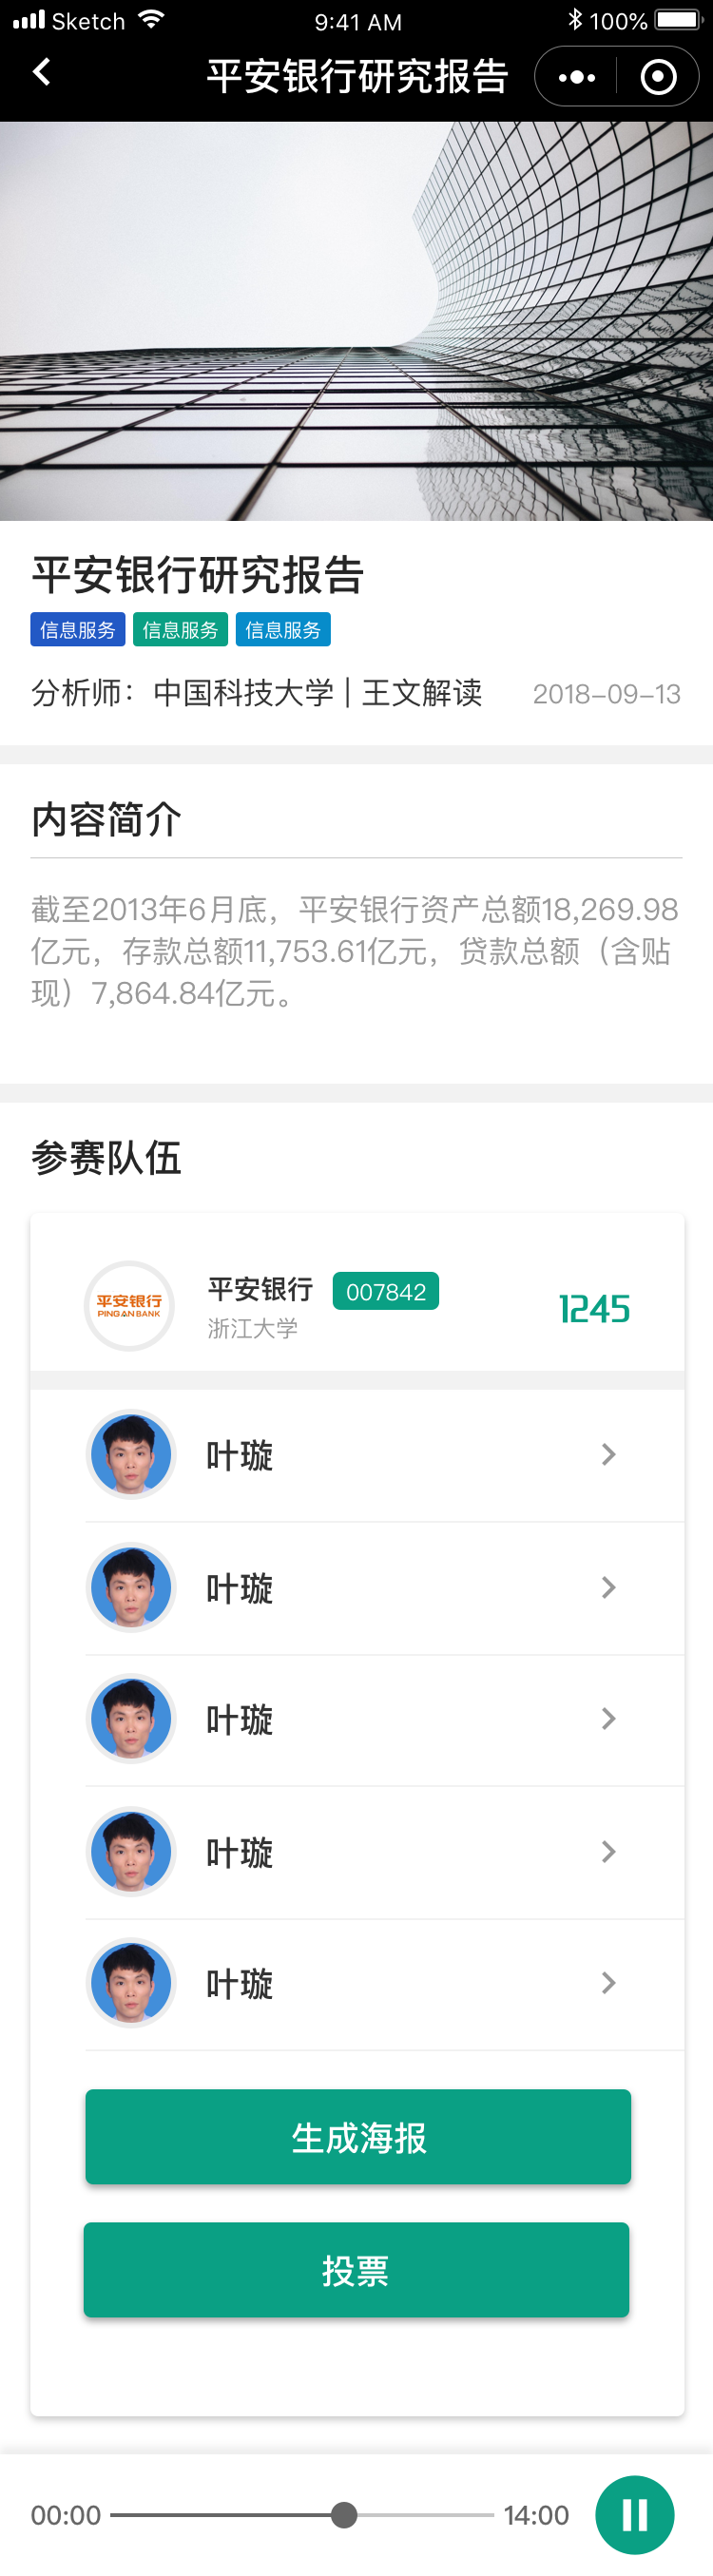 Sketch 9:41 AM 100%
平安银行研究报告
平安银行研究报告
信息服务 信息服务 信息服务
分析师：中国科技大学 | 王文解读 2018-09-13
内容简介
截至2013年6月底，平安银行资产总额18,269.98
亿元，存款总额11,753.61亿元，贷款总额（含贴
现）7,864.84亿元。
参赛队伍
平安银行
PINGAN BANK
平安银行 007842
浙江大学
1245
叶璇
叶璇
叶璇
叶璇
叶璇
生成海报
投票
00:00 14:00